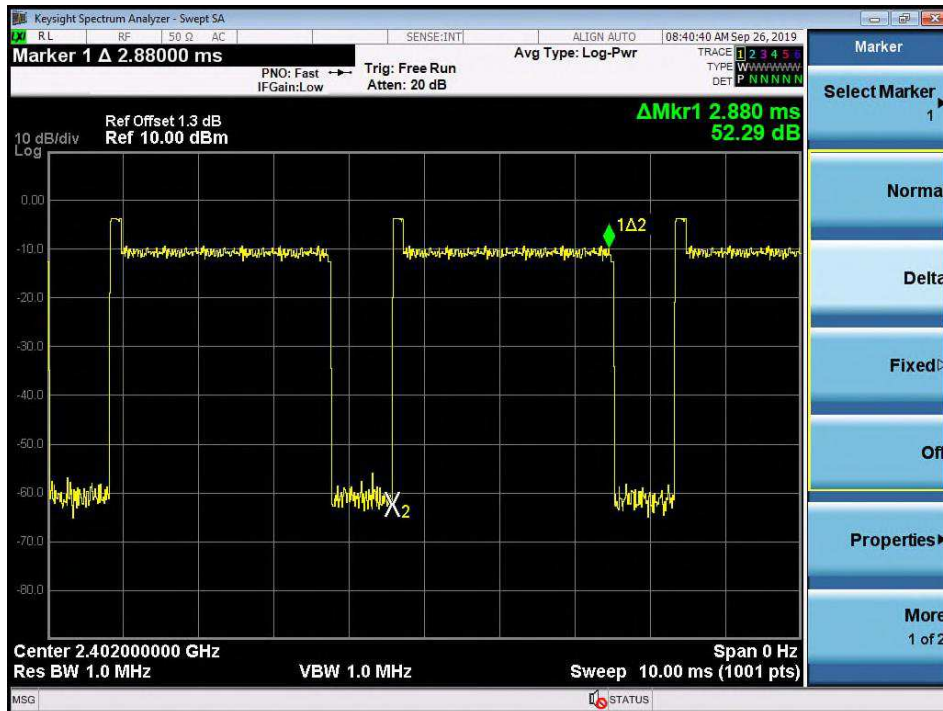 Keysight Spectrum Analyzer - Swept SA
LXI RL RF 50 Ω AC SENSE:INT ALIGN AUTO 08:40:40 AM Sep 26, 2019
Marker 1 Δ 2.88000 ms
PNO: Fast
IFGain:Low
Trig: Free Run
Atten: 20 dB
Avg Type: Log-Pwr
TRACE 1 2 3 4 5 6
TYPE WWWWWW
DET P N N N N N
ΔMkr1 2.880 ms
52.29 dB
Ref Offset 1.3 dB
10 dB/div Ref 10.00 dBm
Log
0.00
-10.0
-20.0
-30.0
-40.0
-50.0
-60.0
-70.0
-80.0
1Δ2
X2
Center 2.402000000 GHz Span 0 Hz
Res BW 1.0 MHz VBW 1.0 MHz Sweep 10.00 ms (1001 pts)
MSG STATUS
Marker
Select Marker
1
Norma
Delta
Fixed
Off
Properties
More
1 of 2